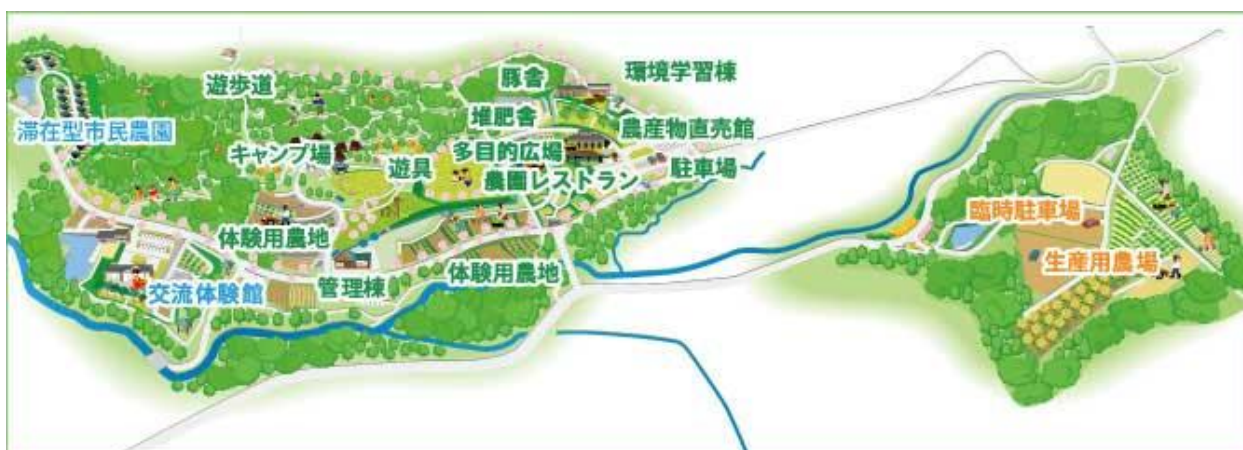 豚舎
環境学習棟
遊歩道
堆肥舎
農産物直売館
滞在型市民農園
キャンプ場
多目的広場
遊具
駐車場
農園レストラン
臨時駐車場
体験用農地
体験用農地
生産用農場
交流体験館
管理棟